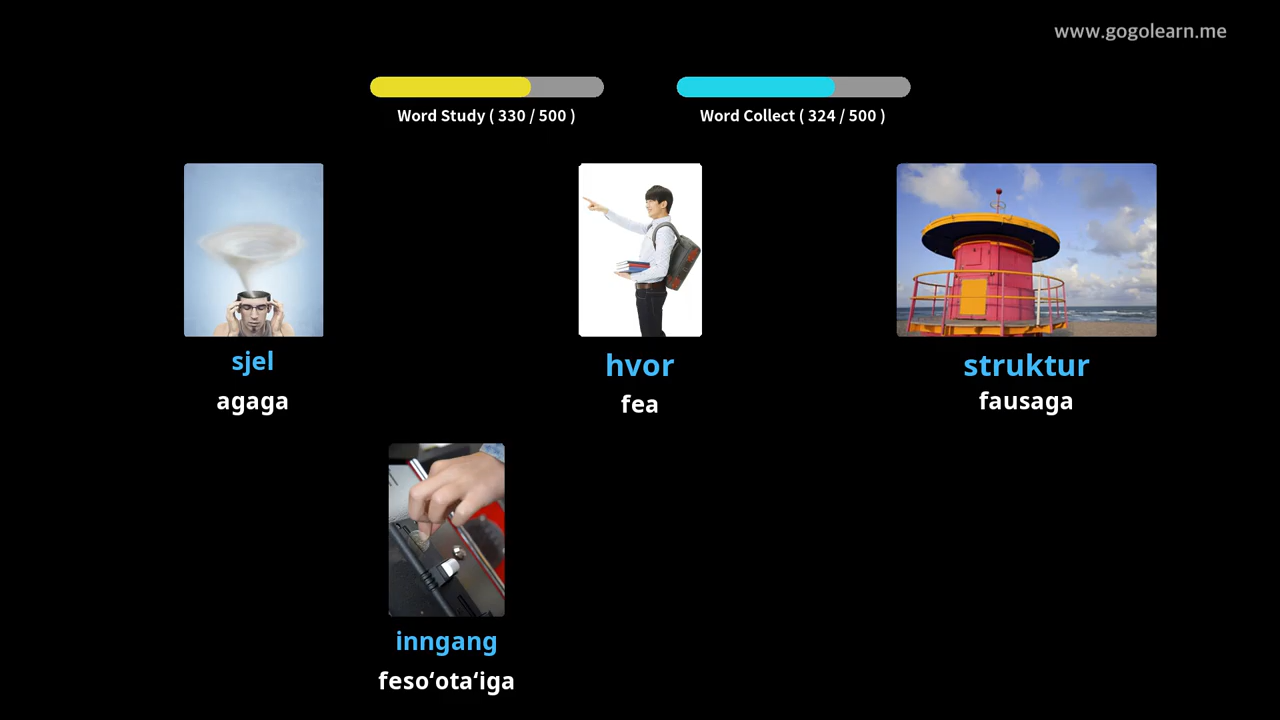 www.gogolearn.me
Word Study ( 330 / 500 )
Word Collect ( 324 / 500 )
sjel
agaga
hvor
fea
struktur
fausaga
inngang
fesoʻotaʻiga